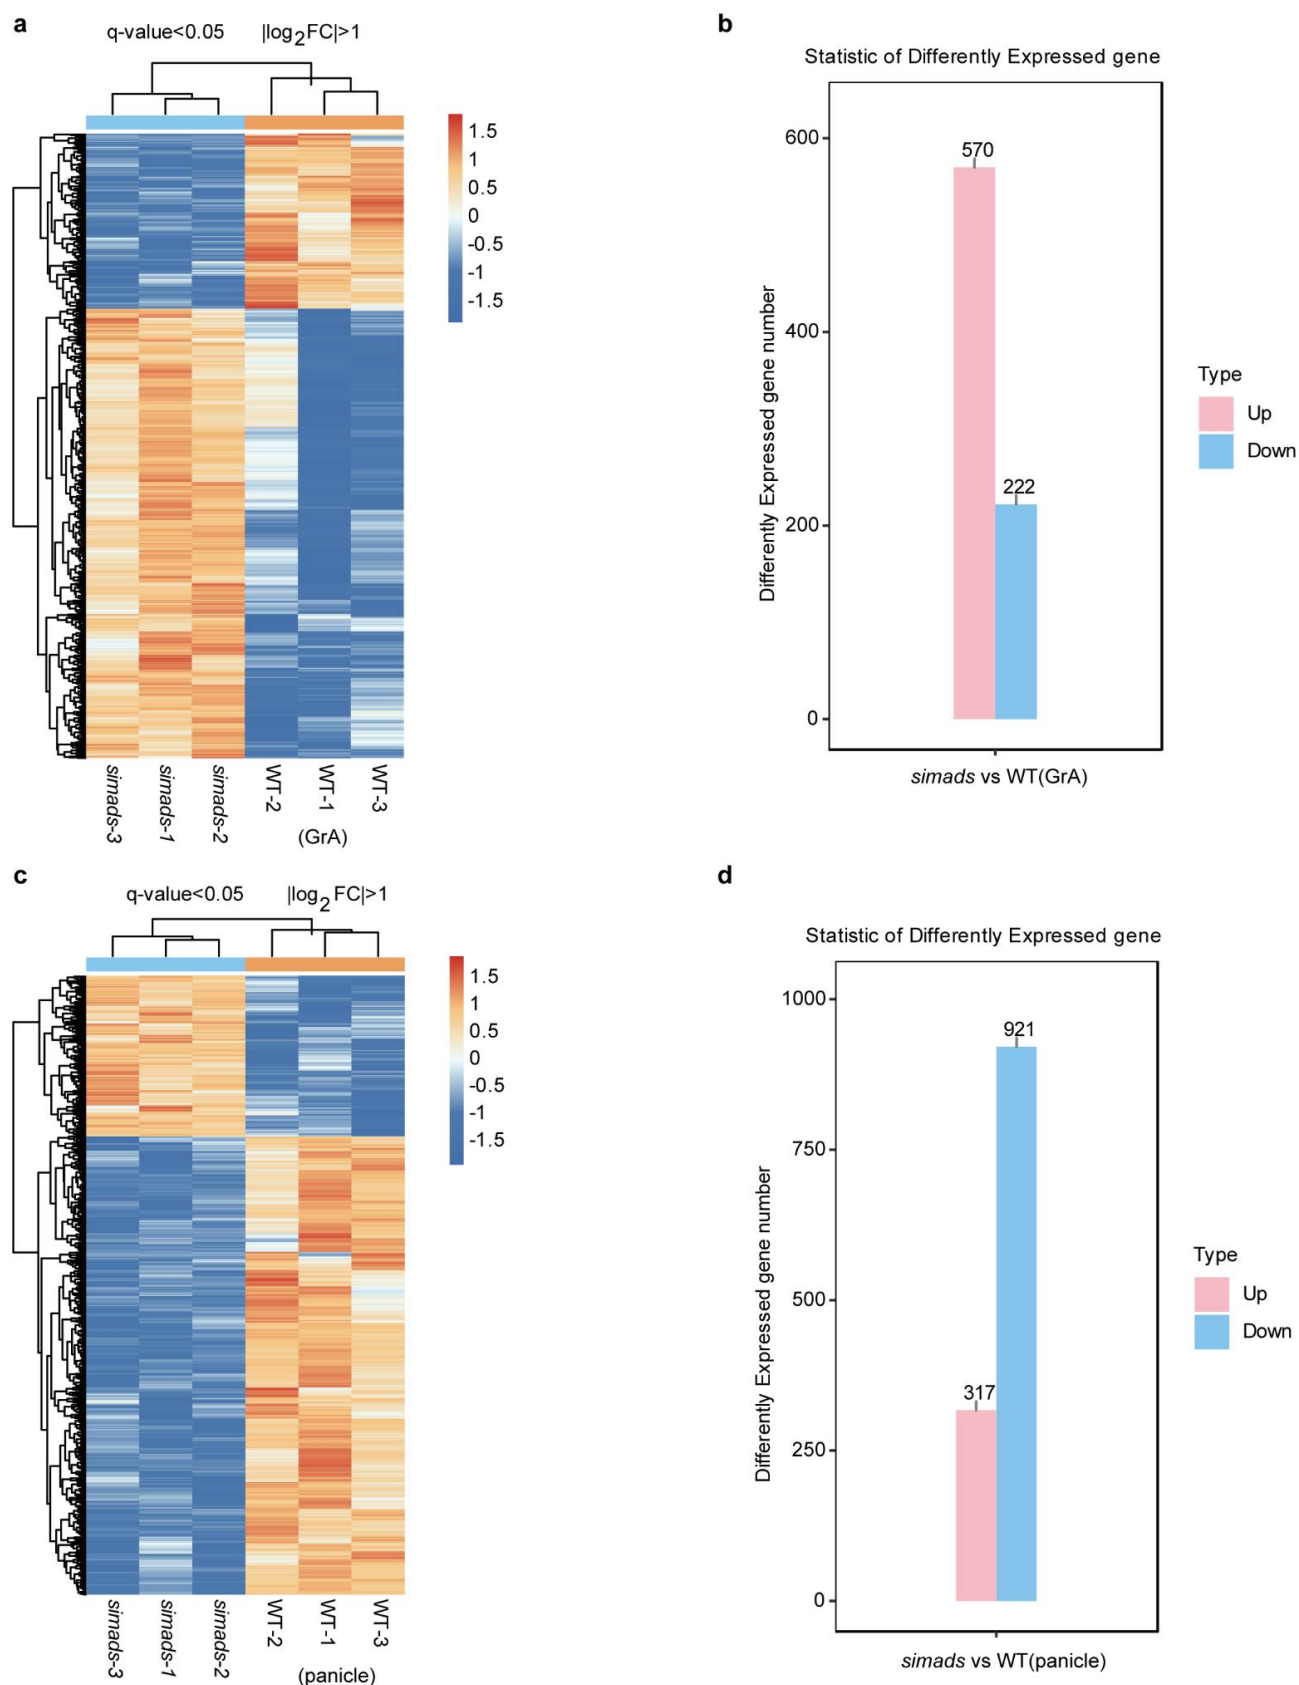 a
q-value<0.05 |log2FC|>1
1.5
1
0.5
0
-0.5
-1
-1.5
simads-3 simads-1 simads-2 WT-2 WT-1 WT-3
(GrA)
b
Statistic of Differently Expressed gene
Differently Expressed gene number
600
400
200
0
570
222
simads vs WT(GrA)
Type
Up
Down
c
q-value<0.05 |log2 FC|>1
1.5
1
0.5
0
-0.5
-1
-1.5
simads-3 simads-1 simads-2 WT-2 WT-1 WT-3
(panicle)
d
Statistic of Differently Expressed gene
Differently Expressed gene number
1000
750
500
250
0
921
317
simads vs WT(panicle)
Type
Up
Down